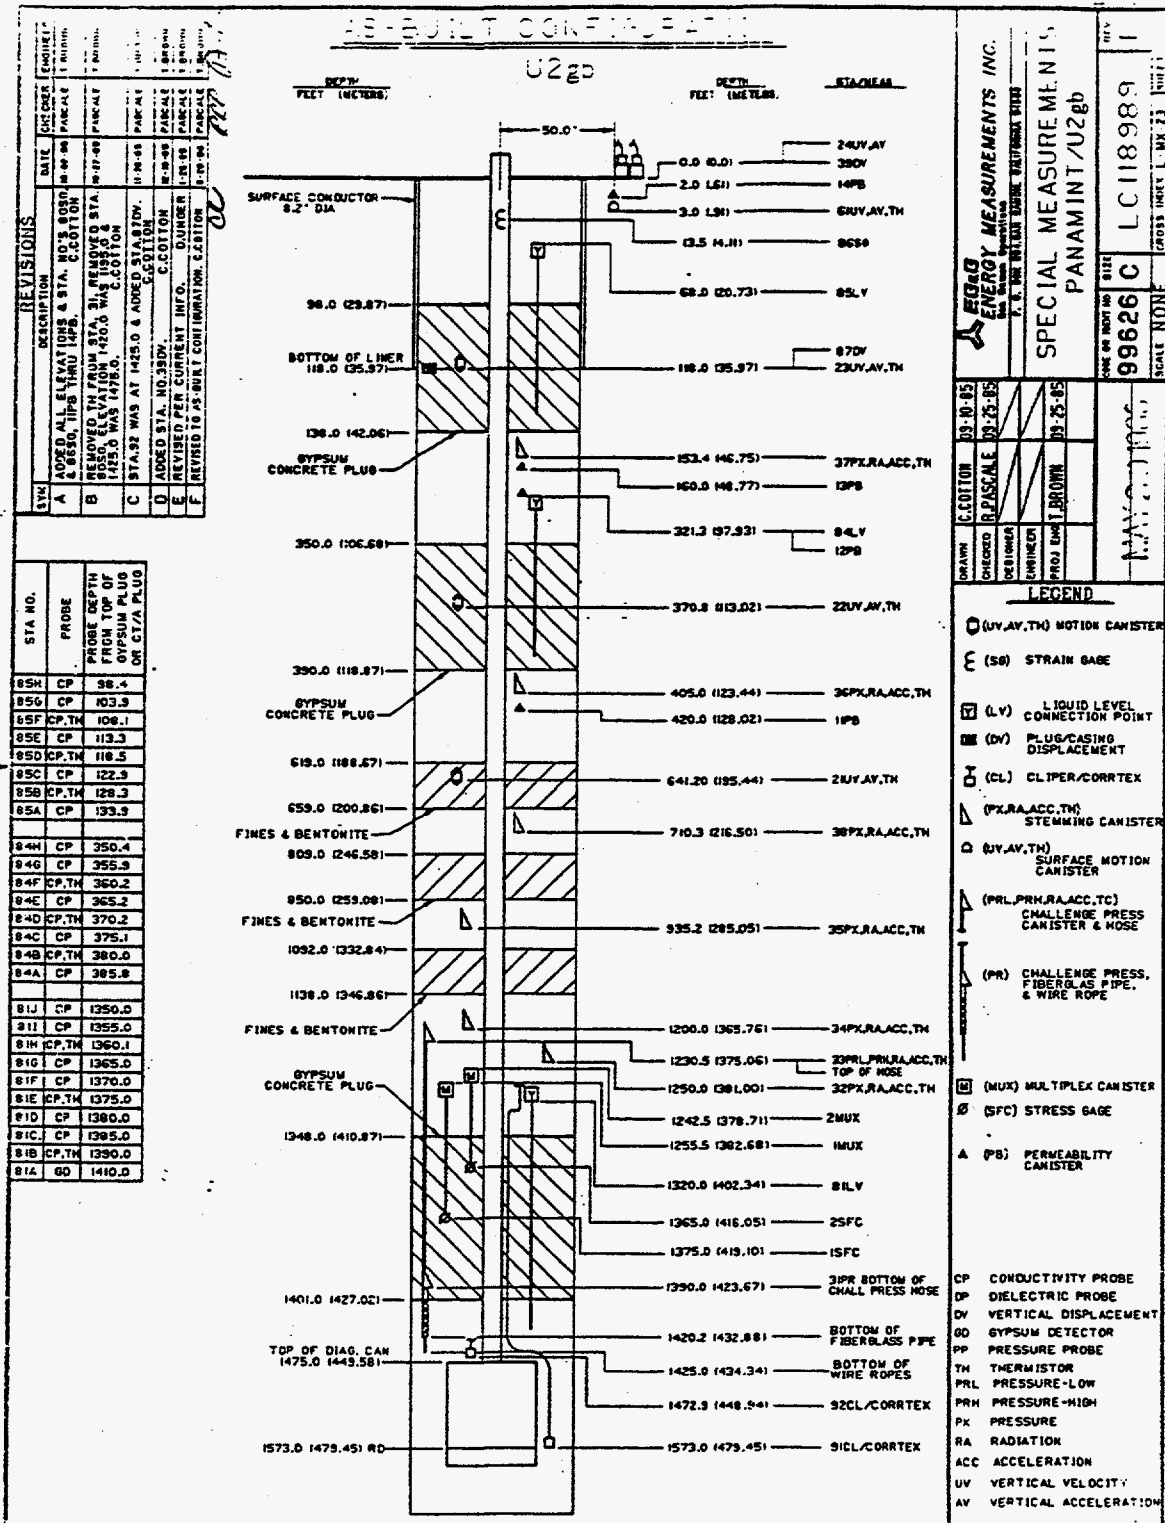 AS-BUILT CONFIGURATION
U2gb
DEPTH
FEET (METERS)
DEPTH
FEET (METERS)
STA/MEAS
50.0'
SURFACE CONDUCTOR
8.2" DIA
98.0 (29.87)
BOTTOM OF LINER
118.0 (35.97)
138.0 (42.06)
GYPSUM
CONCRETE PLUG
350.0 (106.68)
390.0 (118.87)
GYPSUM
CONCRETE PLUG
619.0 (188.67)
659.0 (200.86)
FINES & BENTONITE
809.0 (246.58)
850.0 (259.08)
FINES & BENTONITE
1092.0 (332.84)
1138.0 (346.86)
FINES & BENTONITE
GYPSUM
CONCRETE PLUG
1348.0 (410.87)
1401.0 (427.02)
TOP OF DIAG. CAN
1475.0 (449.58)
1573.0 (479.45) RD
24UV,AV
0.0 (0.0) 39DV
2.0 (.61) 14PB
3.0 (.91) 61UV,AV,TH
13.5 (4.11) 86SG
68.0 (20.73) 85LV
87DV
118.0 (35.97) 23UV,AV,TH
153.4 (46.75) 37PX,RA,ACC,TH
160.0 (48.77) 13PB
321.3 (97.93) 84LV
12PB
370.8 (113.02) 22UV,AV,TH
405.0 (123.44) 36PX,RA,ACC,TH
420.0 (128.02) 11PB
641.20 (195.44) 21UV,AV,TH
710.3 (216.50) 38PX,RA,ACC,TH
935.2 (285.05) 35PX,RA,ACC,TH
1200.0 (365.76) 34PX,RA,ACC,TH
1230.5 (375.06) 33PRL,PRH,RA,ACC,TH
TOP OF HOSE
1250.0 (381.00) 32PX,RA,ACC,TH
1242.5 (378.71) 2MUX
1255.5 (382.68) 1MUX
1320.0 (402.34) 81LV
1365.0 (416.05) 2SFC
1375.0 (419.10) 1SFC
1390.0 (423.67) 31PR BOTTOM OF
CHALL PRESS HOSE
1420.2 (432.88) BOTTOM OF
FIBERGLASS PIPE
1425.0 (434.34) BOTTOM OF
WIRE ROPES
1472.9 (448.94) 92CL/CORRTEX
1573.0 (479.45) 91CL/CORRTEX
REVISIONS
SYM DESCRIPTION DATE CHECKER ENGINEER
A ADDED ALL ELEVATIONS & STA. NO'S 80SG,
& 86SG, 11PB THRU 14PB. C.COTTON PARCALE
B REMOVED TH FROM STA. 31, REMOVED STA.
80SG, ELEVATION 1420.0 WAS 1195.0 &
1425.0 WAS 1478.0. C.COTTON PARCALE
C STA.92 WAS AT 1425.0 & ADDED STA.87DV.
C.COTTON PARCALE
D ADDED STA. NO.39DV. C.COTTON PARCALE T.BROWN
E REVISED PER CURRENT INFO. PARCALE T.BROWN
F REVISED TO AS-BUILT CONFIGURATION. C.COTTON PARCALE
STA NO. PROBE PROBE DEPTH
FROM TOP OF
GYPSUM PLUG
OR CT/A PLUG
85H CP 98.4
85G CP 103.9
85F CP,TH 108.1
85E CP 113.3
85D CP,TH 118.5
85C CP 122.9
85B CP,TH 128.3
85A CP 133.9
84H CP 350.4
84G CP 355.9
84F CP,TH 360.2
84E CP 365.2
84D CP,TH 370.2
84C CP 375.1
84B CP,TH 380.0
84A CP 385.8
81J CP 1350.0
81I CP 1355.0
81H CP,TH 1360.1
81G CP 1365.0
81F CP 1370.0
81E CP,TH 1375.0
81D CP 1380.0
81C CP 1385.0
81B CP,TH 1390.0
81A GD 1410.0
EG&G
ENERGY MEASUREMENTS INC.
SPECIAL MEASUREMENTS
PANAMINT/U2gb
SIZE
C
LC118989
REV
CODE OR IDENT NO
99626
SCALE NONE
DRAWN C.COTTON 09-10-85
CHECKED R.PASCALE 09-25-85
DESIGNER
ENGINEER
PROJ ENG T.BROWN 09-25-85
LEGEND
(UV,AV,TH) MOTION CANISTER
(SG) STRAIN GAGE
(LV) LIQUID LEVEL
CONNECTION POINT
(DV) PLUG/CASING
DISPLACEMENT
(CL) CLIPER/CORRTEX
(PX,RA,ACC,TH)
STEMMING CANISTER
(UV,AV,TH)
SURFACE MOTION
CANISTER
(PRL,PRH,RA,ACC,TC)
CHALLENGE PRESS
CANISTER & HOSE
(PR) CHALLENGE PRESS,
FIBERGLAS PIPE,
& WIRE ROPE
(MUX) MULTIPLEX CANISTER
(SFC) STRESS GAGE
(PB) PERMEABILITY
CANISTER
CP CONDUCTIVITY PROBE
DP DIELECTRIC PROBE
DV VERTICAL DISPLACEMENT
GD GYPSUM DETECTOR
PP PRESSURE PROBE
TH THERMISTOR
PRL PRESSURE-LOW
PRH PRESSURE-HIGH
PX PRESSURE
RA RADIATION
ACC ACCELERATION
UV VERTICAL VELOCITY
AV VERTICAL ACCELERATION